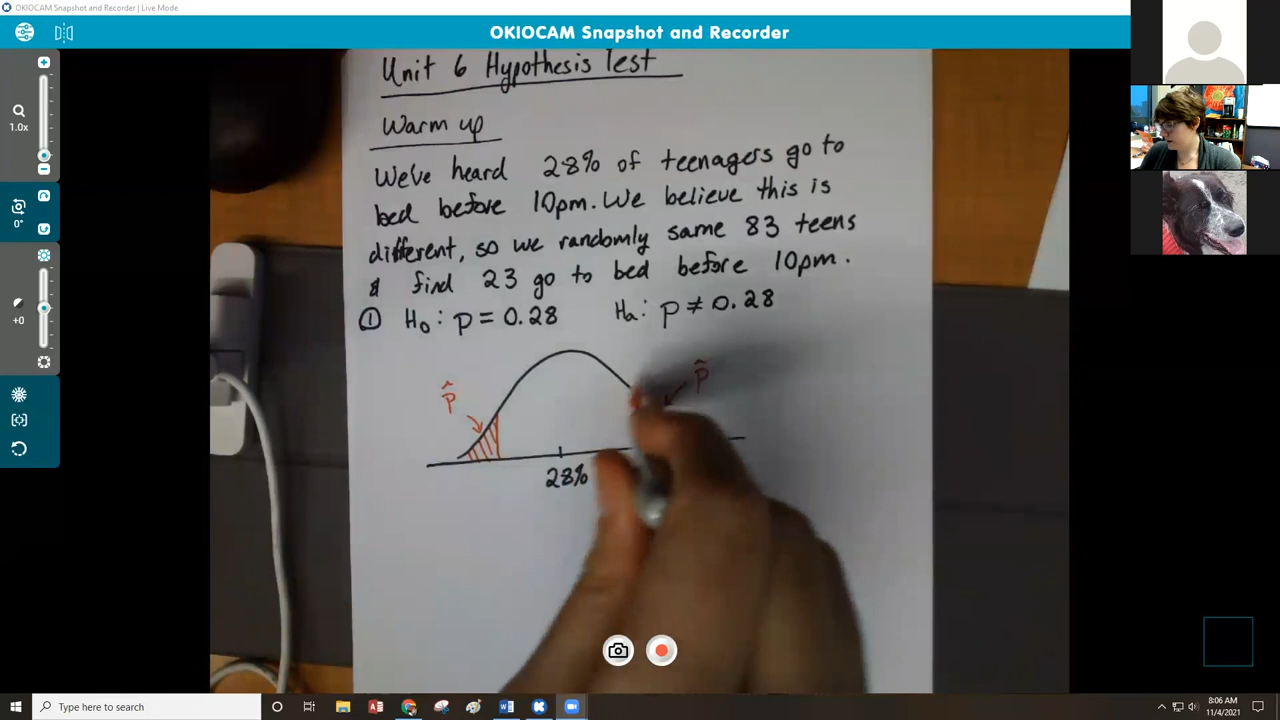 OKIOCAM Snapshot and Recorder | Live Mode
OKIOCAM Snapshot and Recorder
1.0x
0°
+0
Unit 6 Hypothesis Test
Warm up
We've heard 28% of teenagers go to
bed before 10pm. We believe this is
different, so we randomly same 83 teens
& find 23 go to bed before 10pm.
① H₀: p = 0.28 Hₐ: p ≠ 0.28
p̂ p̂
28%
Type here to search
8:06 AM
11/4/2021